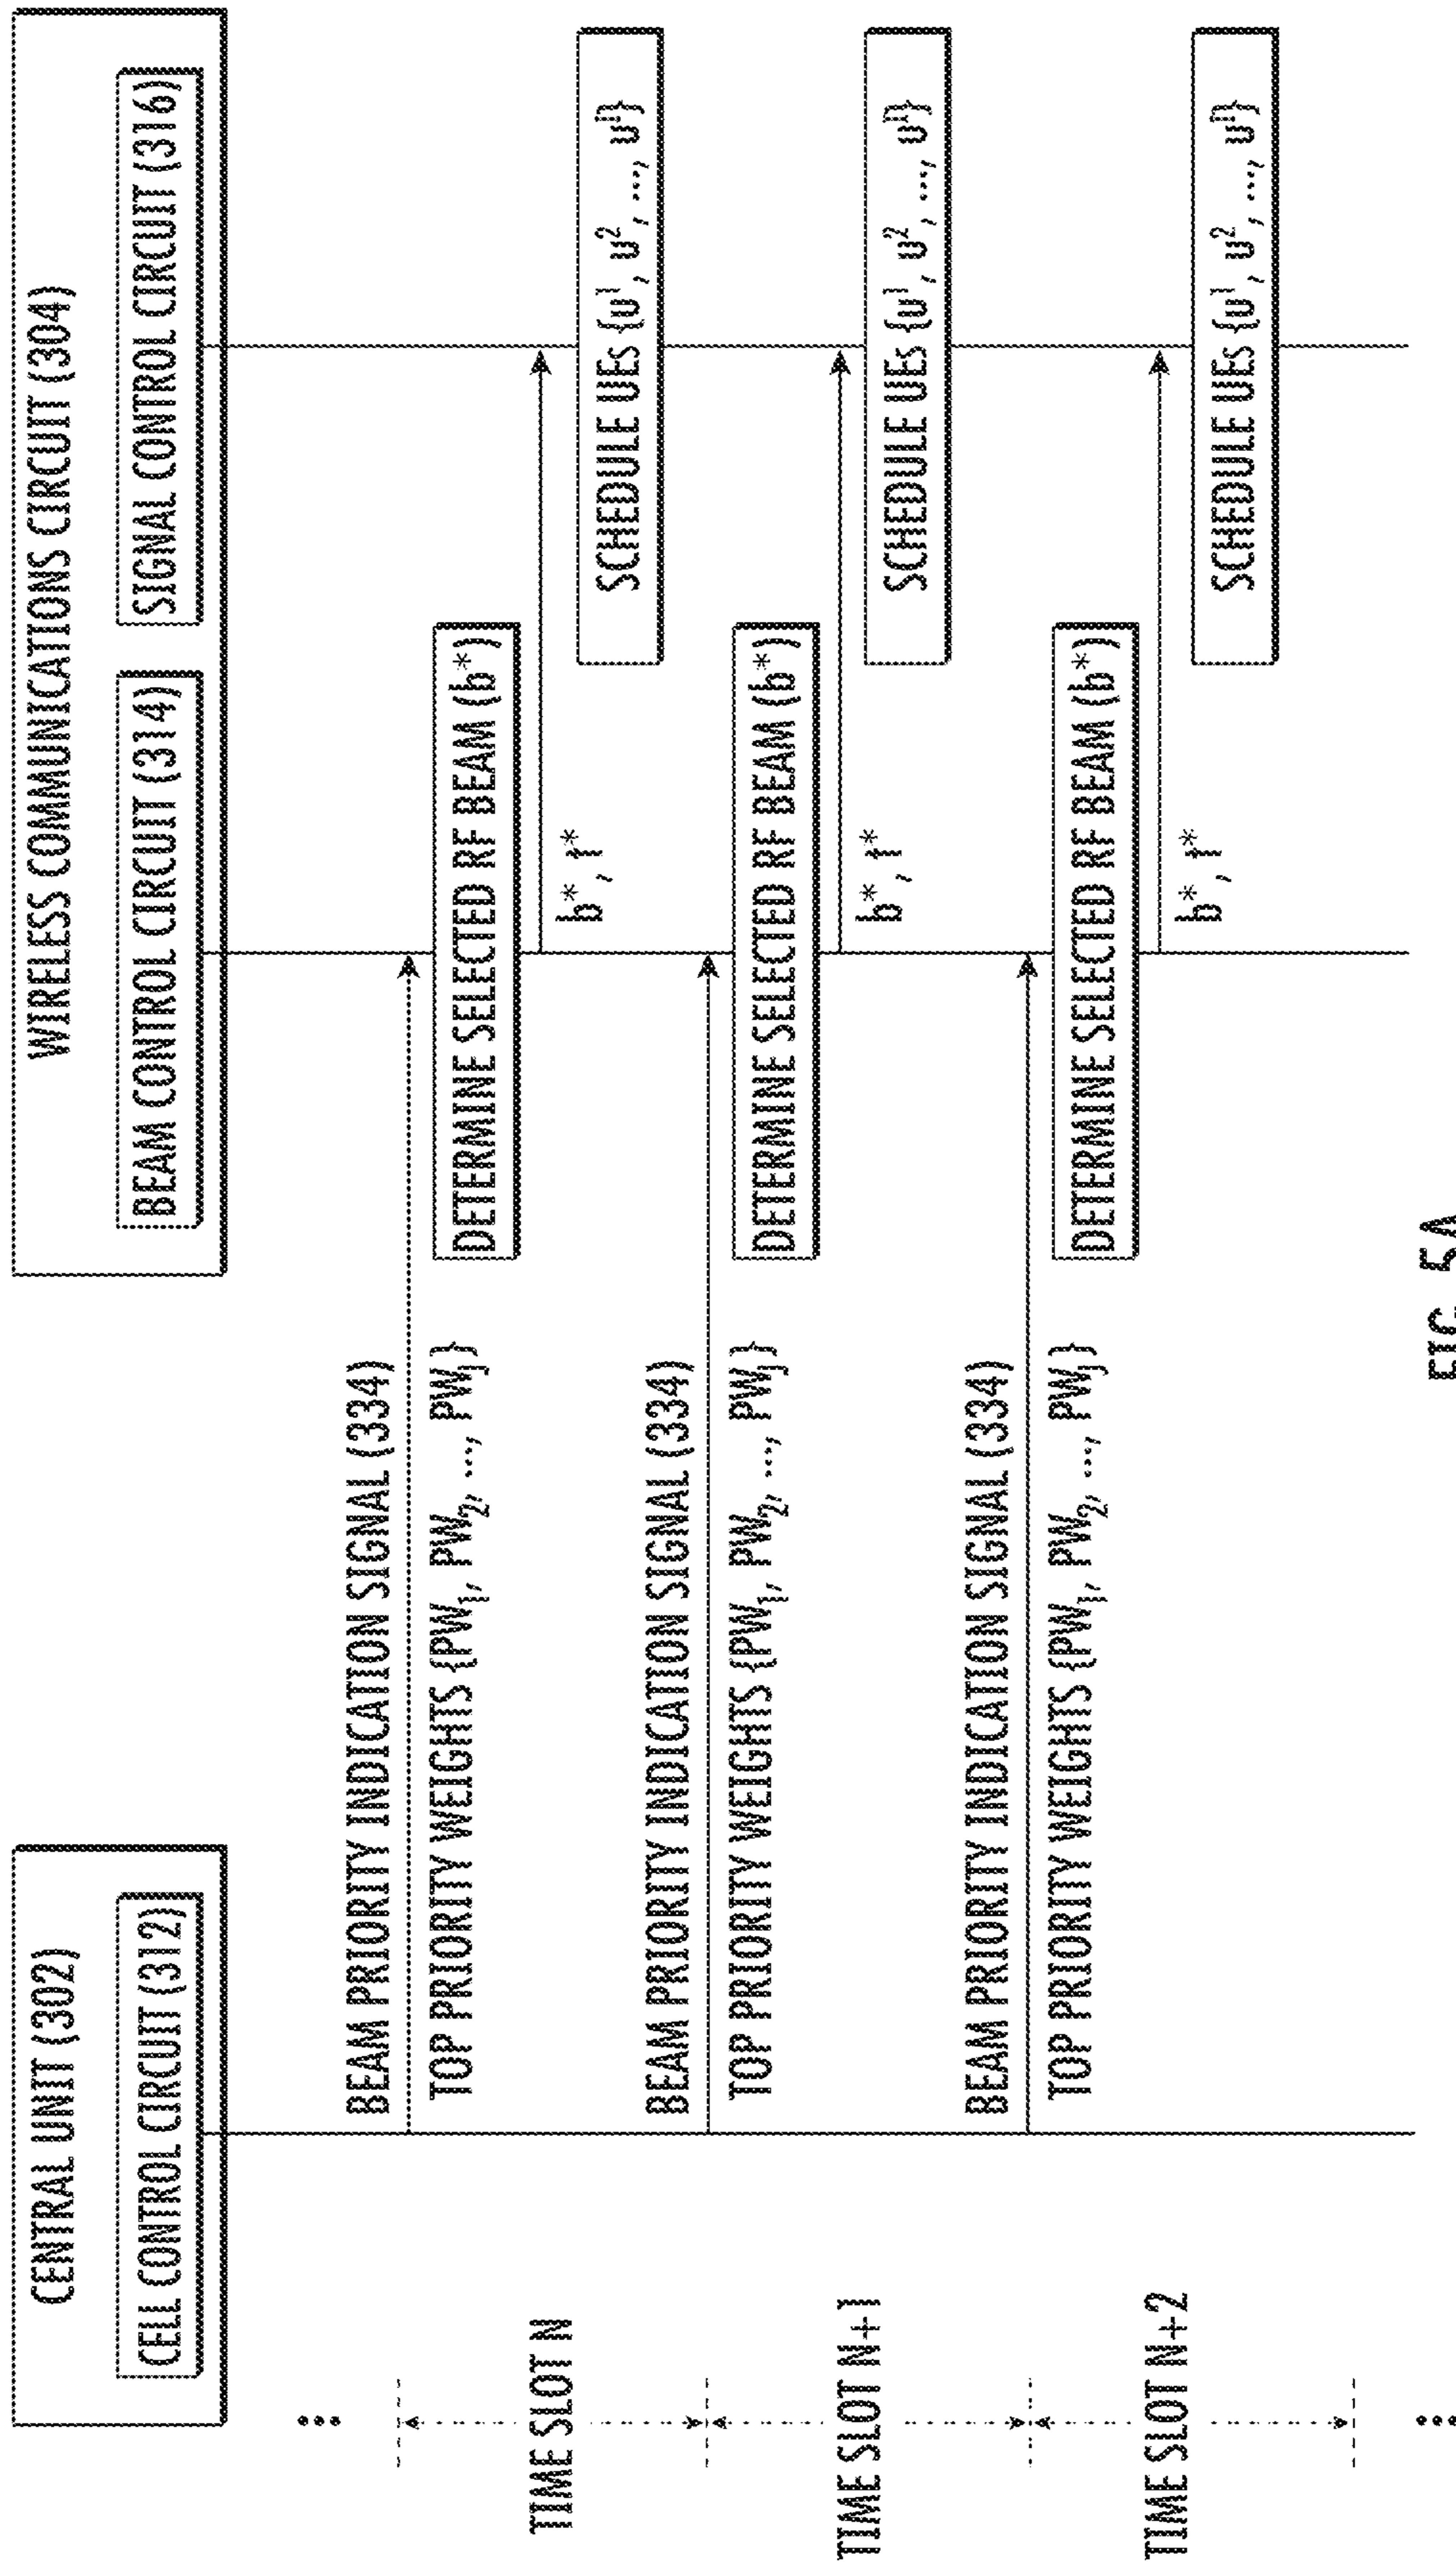 CENTRAL UNIT (302)
CELL CONTROL CIRCUIT (312)
WIRELESS COMMUNICATIONS CIRCUIT (304)
BEAM CONTROL CIRCUIT (314)
SIGNAL CONTROL CIRCUIT (316)
TIME SLOT N
BEAM PRIORITY INDICATION SIGNAL (334)
TOP PRIORITY WEIGHTS {PW1, PW2, ..., PWj}
DETERMINE SELECTED RF BEAM (b*)
b*, f*
SCHEDULE UEs {u¹, u², ..., uⁱ}
TIME SLOT N+1
BEAM PRIORITY INDICATION SIGNAL (334)
TOP PRIORITY WEIGHTS {PW1, PW2, ..., PWj}
DETERMINE SELECTED RF BEAM (b*)
b*, f*
SCHEDULE UEs {u¹, u², ..., uⁱ}
TIME SLOT N+2
BEAM PRIORITY INDICATION SIGNAL (334)
TOP PRIORITY WEIGHTS {PW1, PW2, ..., PWj}
DETERMINE SELECTED RF BEAM (b*)
b*, f*
SCHEDULE UEs {u¹, u², ..., uⁱ}
FIG. 5A